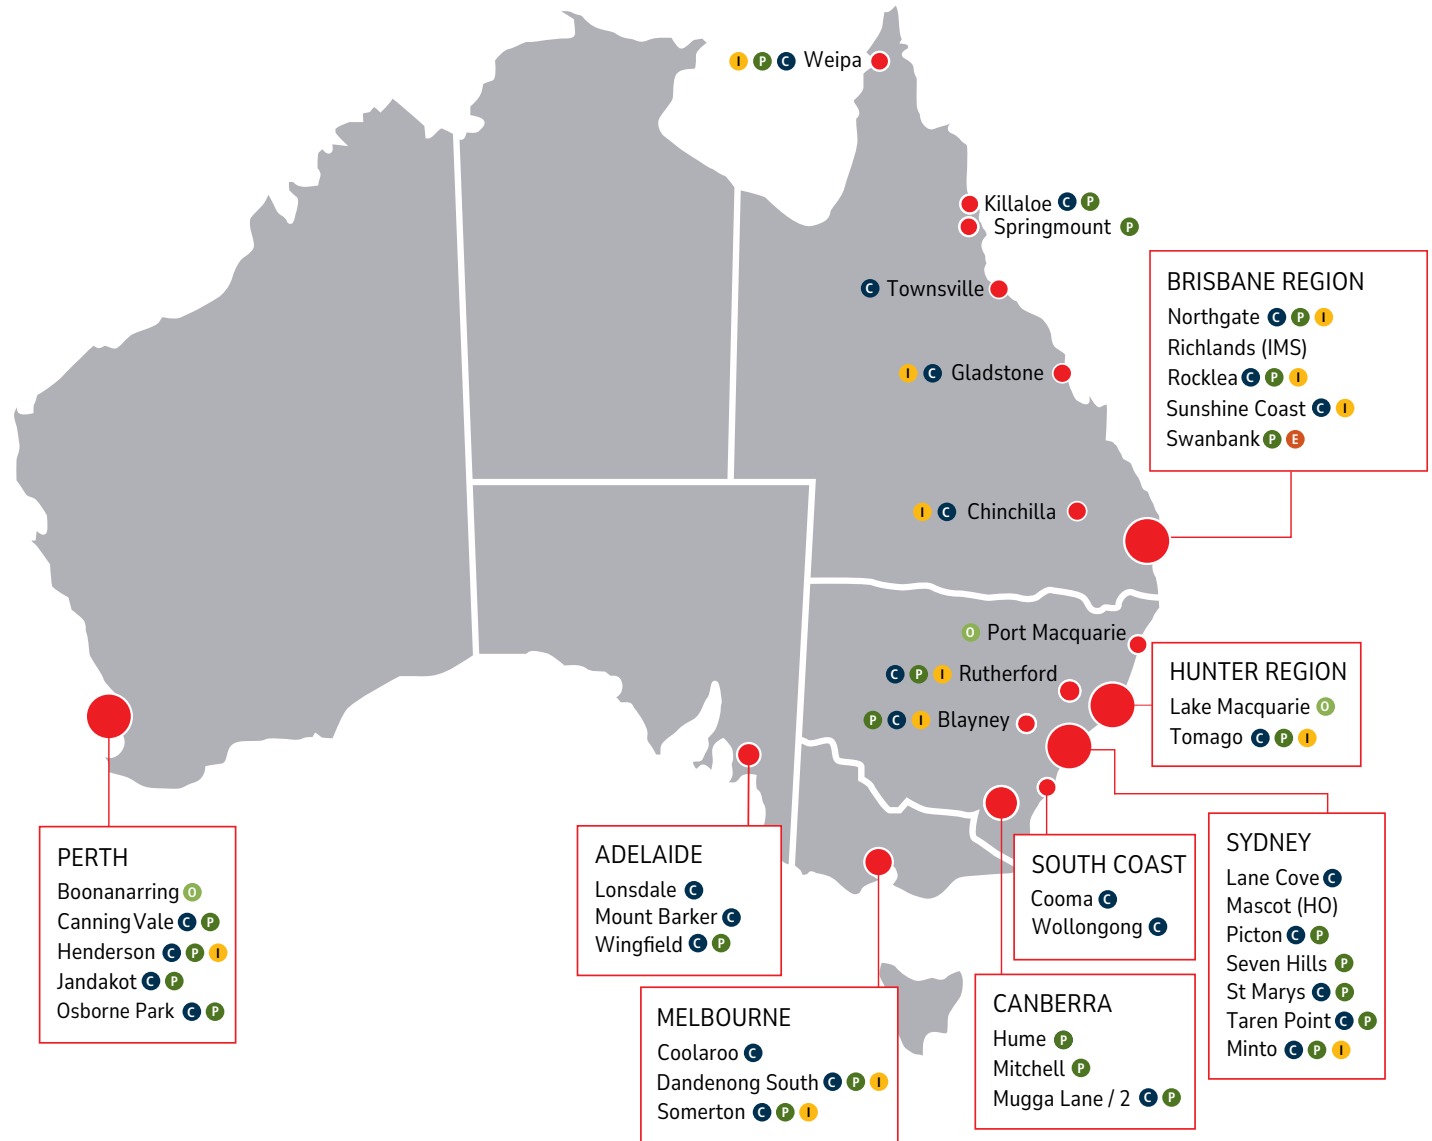 I P C Weipa
Killaloe C P
Springmount P
C Townsville
I C Gladstone
I C Chinchilla
BRISBANE REGION
Northgate C P I
Richlands (IMS)
Rocklea C P I
Sunshine Coast C I
Swanbank P E
O Port Macquarie
C P I Rutherford
P C I Blayney
HUNTER REGION
Lake Macquarie O
Tomago C P I
PERTH
Boonanarring O
Canning Vale C P
Henderson C P I
Jandakot C P
Osborne Park C P
ADELAIDE
Lonsdale C
Mount Barker C
Wingfield C P
MELBOURNE
Coolaroo C
Dandenong South C P I
Somerton C P I
SOUTH COAST
Cooma C
Wollongong C
CANBERRA
Hume P
Mitchell P
Mugga Lane / 2 C P
SYDNEY
Lane Cove C
Mascot (HO)
Picton C P
Seven Hills P
St Marys C P
Taren Point C P
Minto C P I